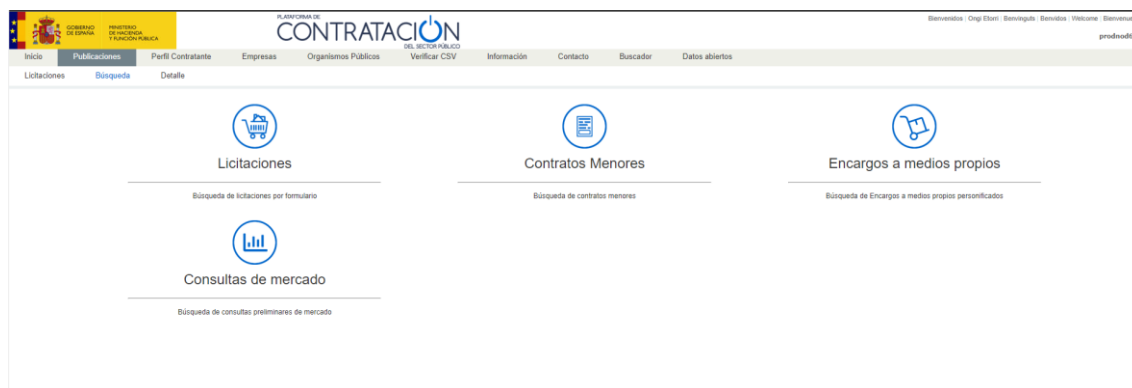 GOBIERNO
DE ESPAÑA
MINISTERIO
DE HACIENDA
Y FUNCIÓN PÚBLICA
PLATAFORMA DE
CONTRATACIÓN
DEL SECTOR PÚBLICO
Bienvenidos | Ongi Etorri | Benvinguts | Benvidos | Welcome | Bienvenue
prodnodt
Inicio Publicaciones Perfil Contratante Empresas Organismos Públicos Verificar CSV Información Contacto Buscador Datos abiertos
Licitaciones Búsqueda Detalle
Licitaciones Contratos Menores Encargos a medios propios
Búsqueda de licitaciones por formulario Búsqueda de contratos menores Búsqueda de Encargos a medios propios personificados
Consultas de mercado
Búsqueda de consultas preliminares de mercado